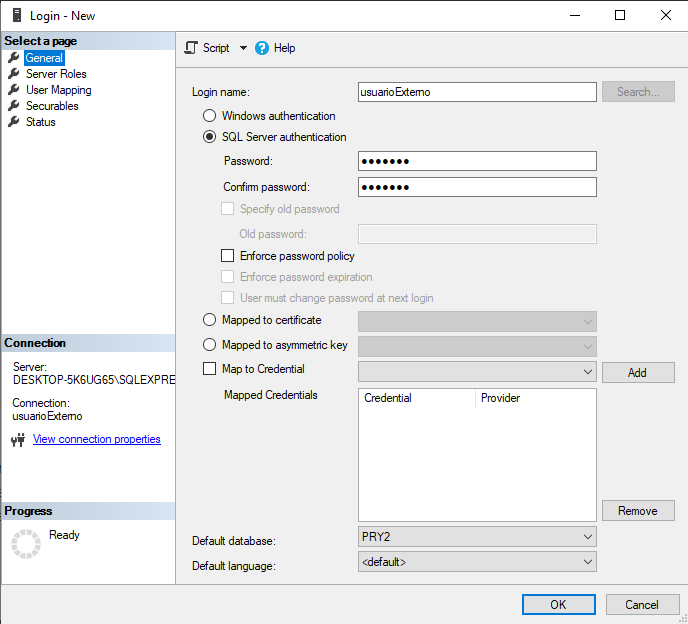 Login - New
Select a page
General
Server Roles
User Mapping
Securables
Status
Connection
Server:
DESKTOP-5K6UG65\SQLEXPRE
Connection:
usuarioExterno
View connection properties
Progress
Ready
Script Help
Login name: usuarioExterno Search...
Windows authentication
SQL Server authentication
Password: ●●●●●●●
Confirm password: ●●●●●●●
Specify old password
Old password:
Enforce password policy
Enforce password expiration
User must change password at next login
Mapped to certificate
Mapped to asymmetric key
Map to Credential Add
Mapped Credentials Credential Provider
Remove
Default database: PRY2
Default language: <default>
OK Cancel